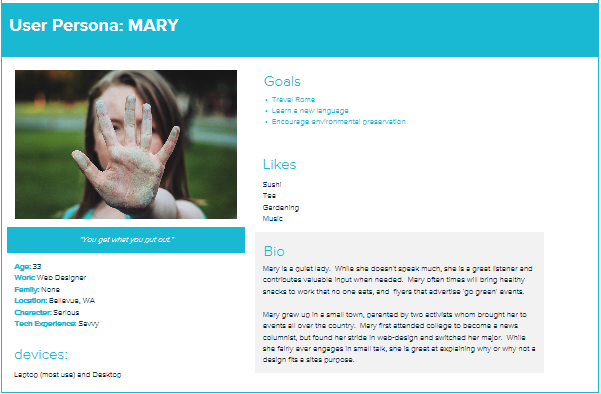 User Persona: MARY
"You get what you put out."
Age: 33
Work: Web Designer
Family: None
Location: Bellevue, WA
Character: Serious
Tech Experience: Savvy
devices:
Laptop (most use) and Desktop
Goals
• Travel Rome
• Learn a new language
• Encourage environmental preservation
Likes
Sushi
Tea
Gardening
Music
Bio
Mary is a quiet lady. While she doesn't speak much, she is a great listener and
contributes valuable input when needed. Mary often times will bring healthy
snacks to work that no one eats, and flyers that advertise 'go green' events.
Mary grew up in a small town, parented by two activists whom brought her to
events all over the country. Mary first attended college to become a news
columnist, but found her stride in web-design and switched her major. While
she fairly ever engages in small talk, she is great at explaining why or why not a
design fits a sites purpose.